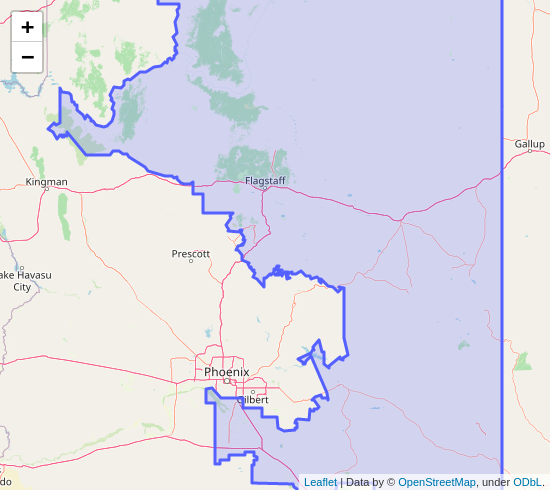 +
−
Gallup
Kingman
Flagstaff
Prescott
ake Havasu
City
Phoenix
Gilbert
do
Leaflet | Data by © OpenStreetMap, under ODbL.